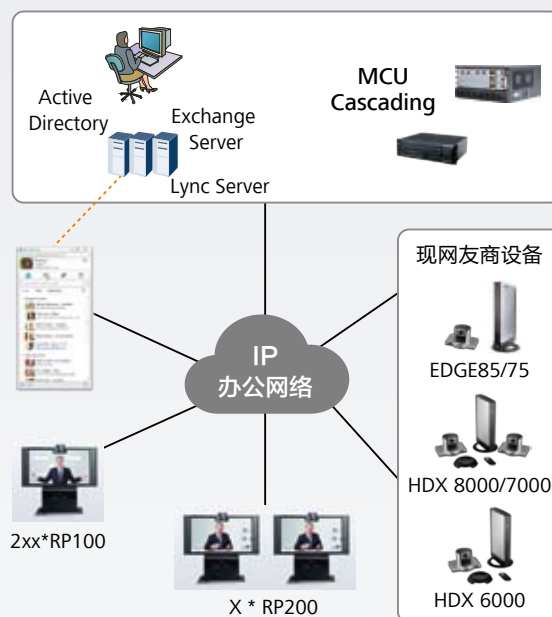 Active
Directory
Exchange
Server
Lync Server
MCU
Cascading
现网友商设备
IP
办公网络
EDGE85/75
HDX 8000/7000
HDX 6000
2xx*RP100
X * RP200